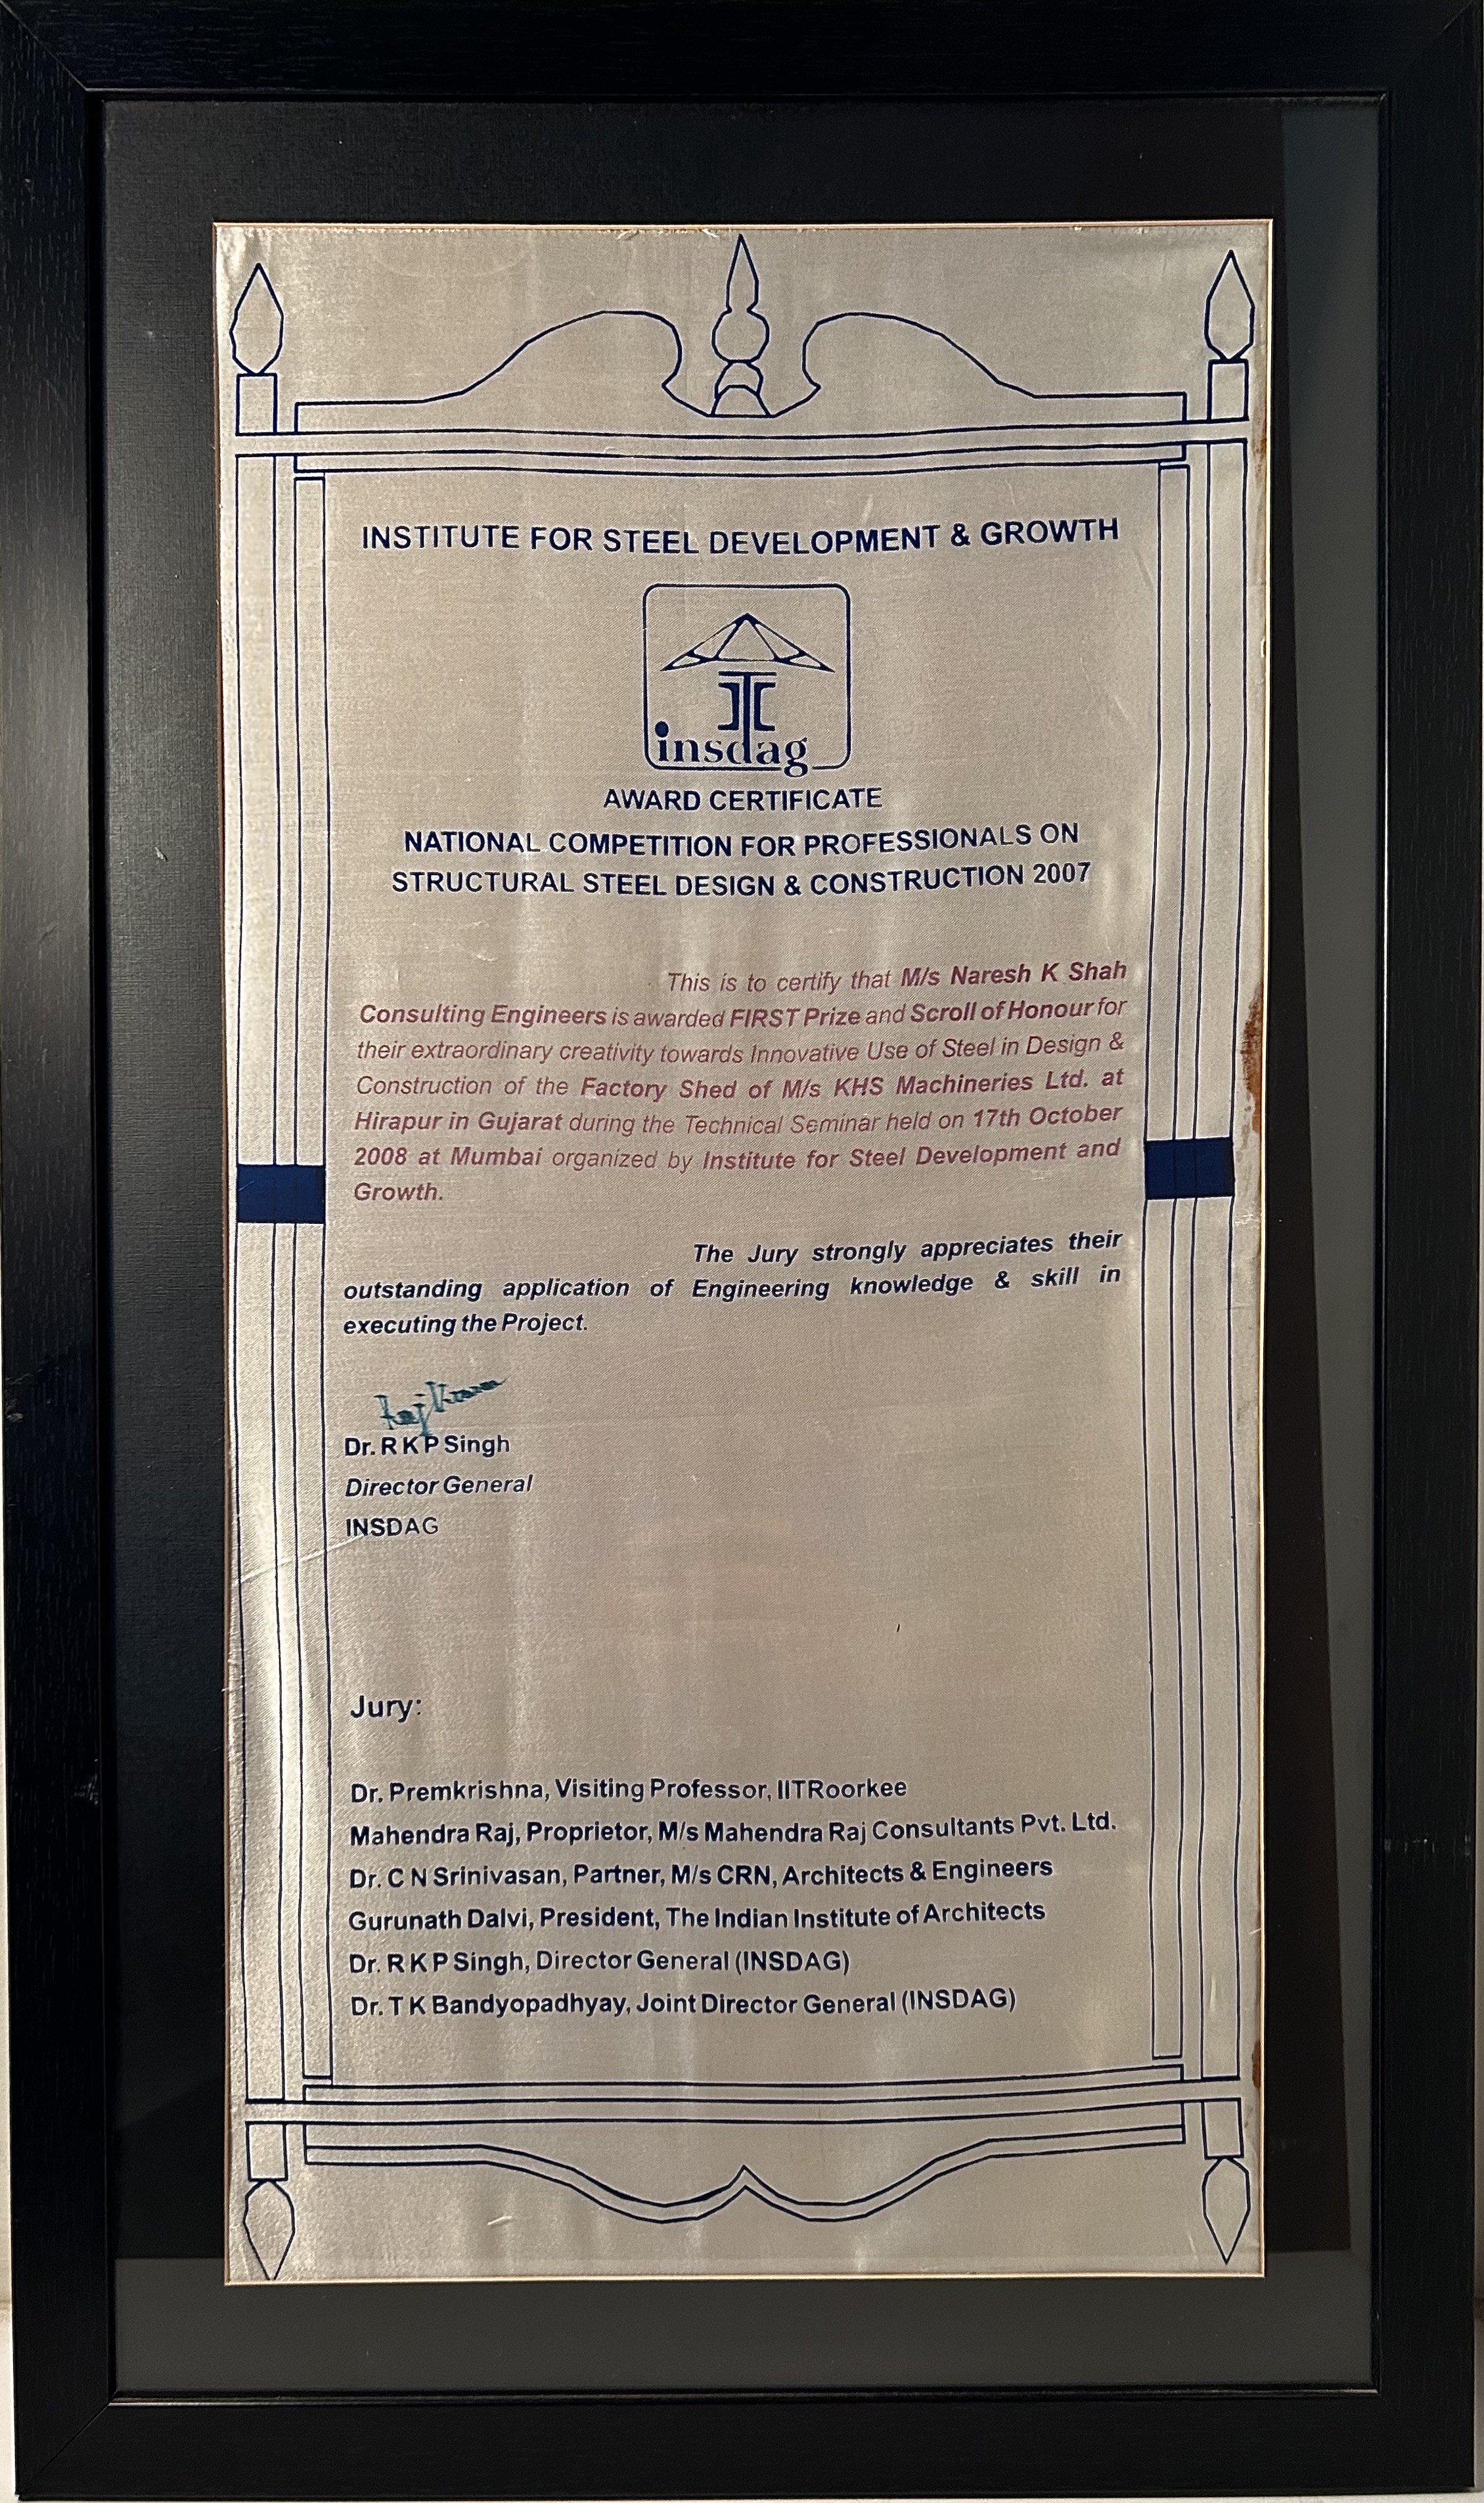 INSTITUTE FOR STEEL DEVELOPMENT & GROWTH
insdag
AWARD CERTIFICATE
NATIONAL COMPETITION FOR PROFESSIONALS ON
STRUCTURAL STEEL DESIGN & CONSTRUCTION 2007
This is to certify that M/s Naresh K Shah
Consulting Engineers is awarded FIRST Prize and Scroll of Honour for
their extraordinary creativity towards Innovative Use of Steel in Design &
Construction of the Factory Shed of M/s KHS Machineries Ltd. at
Hirapur in Gujarat during the Technical Seminar held on 17th October
2008 at Mumbai organized by Institute for Steel Development and
Growth.
The Jury strongly appreciates their
outstanding application of Engineering knowledge & skill in
executing the Project.
Dr. R K P Singh
Director General
INSDAG
Jury:
Dr. Premkrishna, Visiting Professor, IITRoorkee
Mahendra Raj, Proprietor, M/s Mahendra Raj Consultants Pvt. Ltd.
Dr. C N Srinivasan, Partner, M/s CRN, Architects & Engineers
Gurunath Dalvi, President, The Indian Institute of Architects
Dr. R K P Singh, Director General (INSDAG)
Dr. T K Bandyopadhyay, Joint Director General (INSDAG)